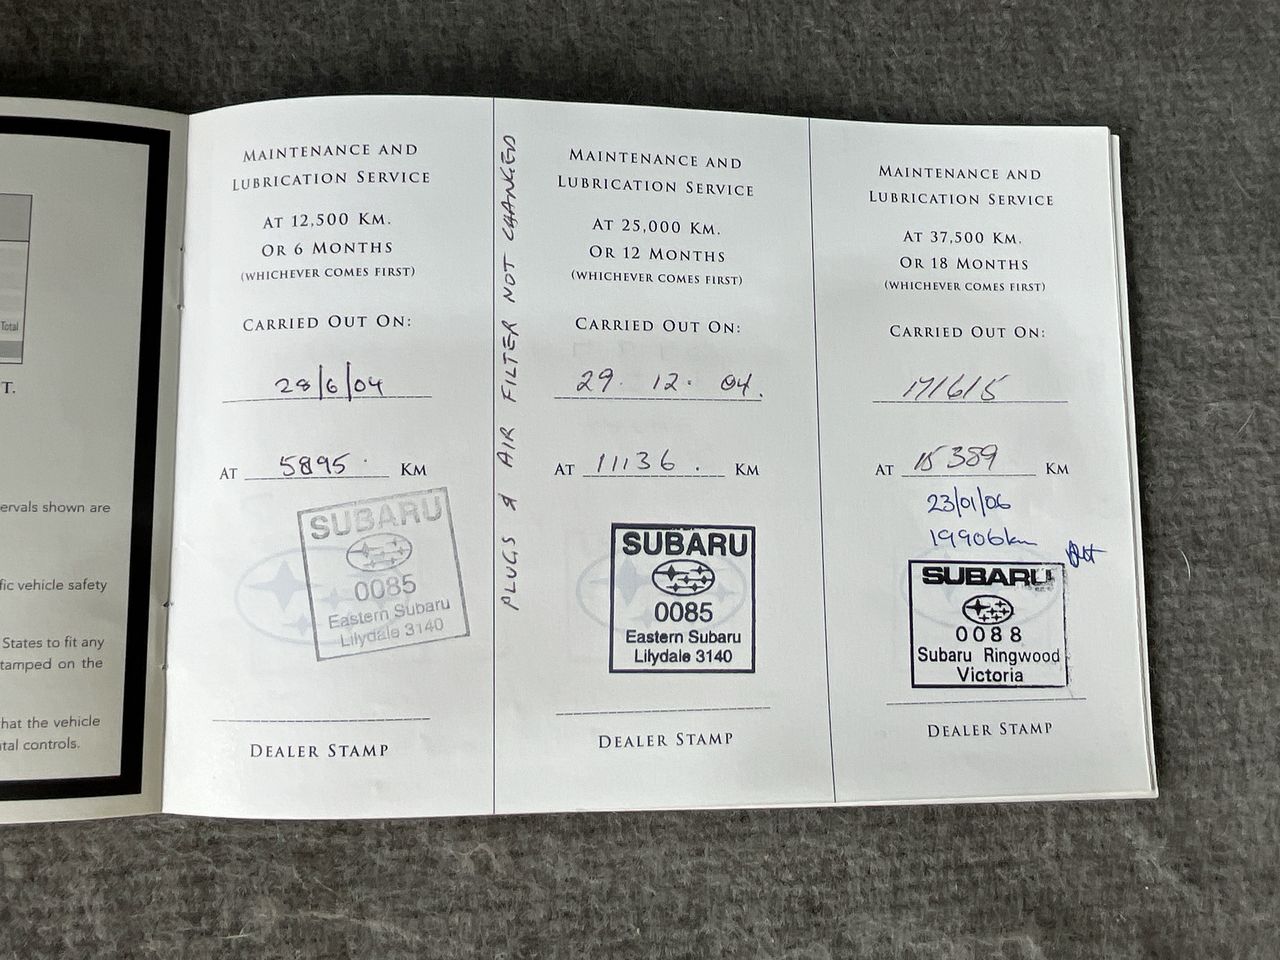 Total
T.
ervals shown are
fic vehicle safety
States to fit any
tamped on the
hat the vehicle
tal controls.
MAINTENANCE AND
LUBRICATION SERVICE
AT 12,500 KM.
OR 6 MONTHS
(WHICHEVER COMES FIRST)
CARRIED OUT ON:
28/6/04
AT 5895 KM
SUBARU
0085
Eastern Subaru
Lilydale 3140
DEALER STAMP
PLUGS & AIR FILTER NOT CHANGED
MAINTENANCE AND
LUBRICATION SERVICE
AT 25,000 KM.
OR 12 MONTHS
(WHICHEVER COMES FIRST)
CARRIED OUT ON:
29. 12. 04.
AT 11136. KM
SUBARU
0085
Eastern Subaru
Lilydale 3140
DEALER STAMP
MAINTENANCE AND
LUBRICATION SERVICE
AT 37,500 KM.
OR 18 MONTHS
(WHICHEVER COMES FIRST)
CARRIED OUT ON:
17/6/5
AT 15389 KM
23/01/06
19906km
SUBARU
0088
Subaru Ringwood
Victoria
DEALER STAMP